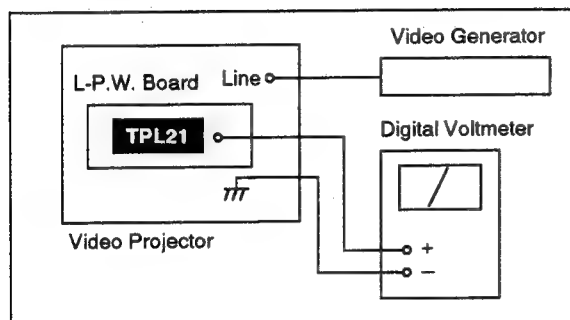 Video Generator
L-P.W. Board
Line
TPL21
Digital Voltmeter
Video Projector
+
−